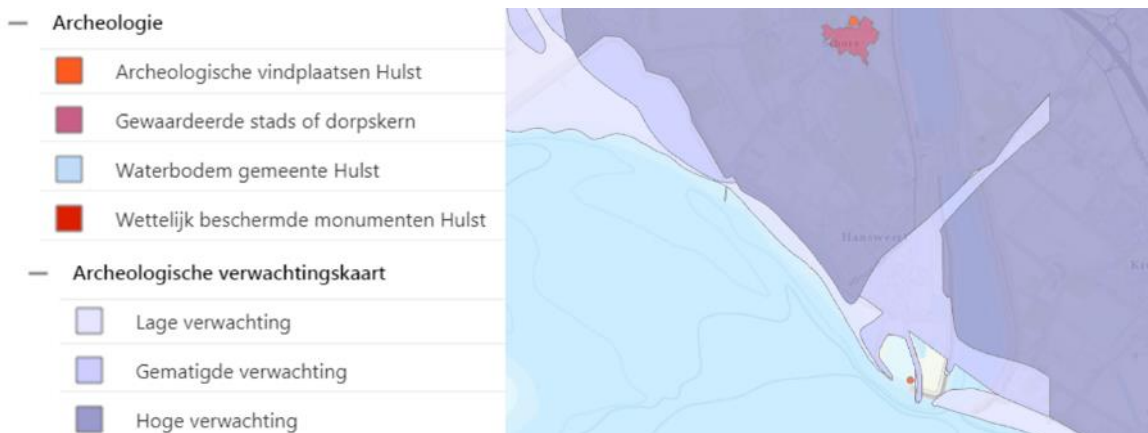 Archeologie
Archeologische vindplaatsen Hulst
Gewaardeerde stads of dorpskern
Waterbodem gemeente Hulst
Wettelijk beschermde monumenten Hulst
Archeologische verwachtingskaart
Lage verwachting
Gematigde verwachting
Hoge verwachting